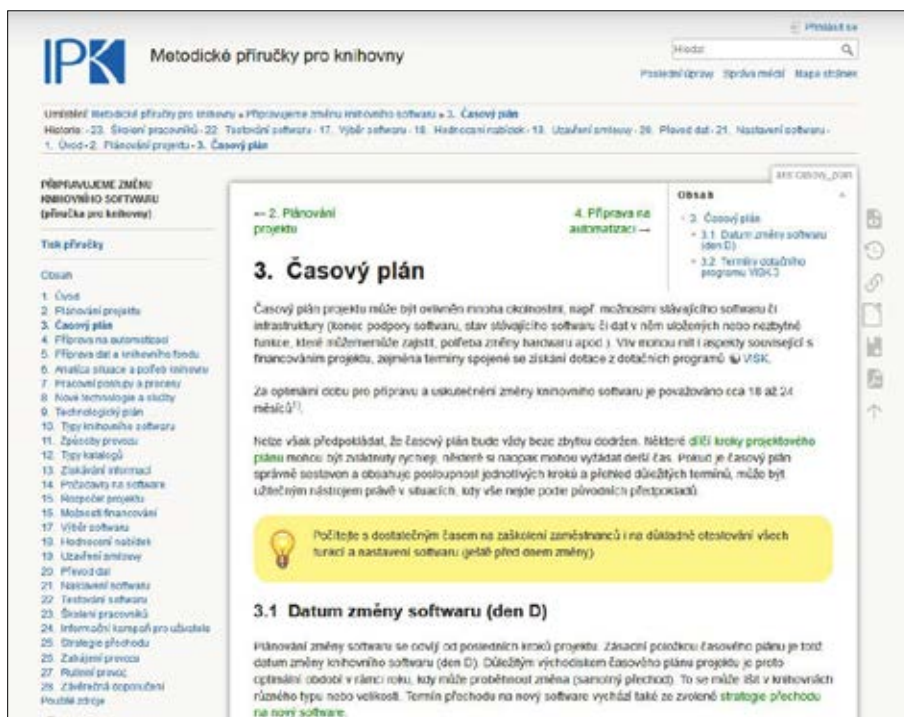 Přihlásit se
IPK Metodické příručky pro knihovny
Hledat
Poslední úpravy Správa médií Mapa stránek
Umístění: Metodické příručky pro knihovny » Připravujeme změnu knihovního softwaru » 3. Časový plán
Historie: • 23. Školení pracovníků • 22. Testování softwaru • 17. Výběr softwaru • 18. Hodnocení nabídek • 19. Uzavření smlouvy • 20. Převod dat • 21. Nastavení softwaru •
1. Úvod • 2. Plánování projektu • 3. Časový plán
PŘIPRAVUJEME ZMĚNU
KNIHOVNÍHO SOFTWARU
(příručka pro knihovny)
Tisk příručky
Obsah
1. Úvod
2. Plánování projektu
3. Časový plán
4. Příprava na automatizaci
5. Příprava dat a knihovního fondu
6. Analýza situace a potřeb knihovny
7. Pracovní postupy a procesy
8. Nové technologie a služby
9. Technologický plán
10. Typy knihovního softwaru
11. Způsoby provozu
12. Typy katalogů
13. Získávání informací
14. Požadavky na software
15. Rozpočet projektu
16. Možnosti financování
17. Výběr softwaru
18. Hodnocení nabídek
19. Uzavření smlouvy
20. Převod dat
21. Nastavení softwaru
22. Testování softwaru
23. Školení pracovníků
24. Informační kampaň pro uživatele
25. Strategie přechodu
26. Zahájení provozu
27. Rutinní provoz
28. Závěrečná doporučení
Použité zdroje
casovy_plan
← 2. Plánování
projektu
4. Příprava na
automatizaci →
Obsah
3. Časový plán
3.1 Datum změny softwaru
(den D)
3.2 Termíny dotačního
programu VISK 3
3. Časový plán
Časový plán projektu může být ovlivněn mnoha okolnostmi, např. možnostmi stávajícího softwaru či
infrastruktury (konec podpory softwaru, stav stávajícího softwaru či dat v něm uložených nebo nezbytné
funkce, které může/nemůže zajistit, potřeba změny hardwaru apod.). Vliv mohou mít i aspekty související s
financováním projektu, zejména termíny spojené se získání dotace z dotačních programů VISK.
Za optimální dobu pro přípravu a uskutečnění změny knihovního softwaru je považováno cca 18 až 24
měsíců1).
Nelze však předpokládat, že časový plán bude vždy beze zbytku dodržen. Některé dílčí kroky projektového
plánu mohou být zvládnuty rychleji, některé si naopak mohou vyžádat delší čas. Pokud je časový plán
správně sestaven a obsahuje posloupnost jednotlivých kroků a přehled důležitých termínů, může být
užitečným nástrojem právě v situacích, kdy vše nejde podle původních předpokladů.
Počítejte s dostatečným časem na zaškolení zaměstnanců i na důkladné otestování všech
funkcí a nastavení softwaru (ještě před dnem změny).
3.1 Datum změny softwaru (den D)
Plánování změny softwaru se odvíjí od posledních kroků projektu. Zásadní položkou časového plánu je totiž
datum změny knihovního softwaru (den D). Důležitým východiskem časového plánu projektu je proto
optimální období v rámci roku, kdy může proběhnout změna (samotný přechod). To se může lišit v knihovnách
různého typu nebo velikosti. Termín přechodu na nový software vychází také ze zvolené strategie přechodu
na nový software.